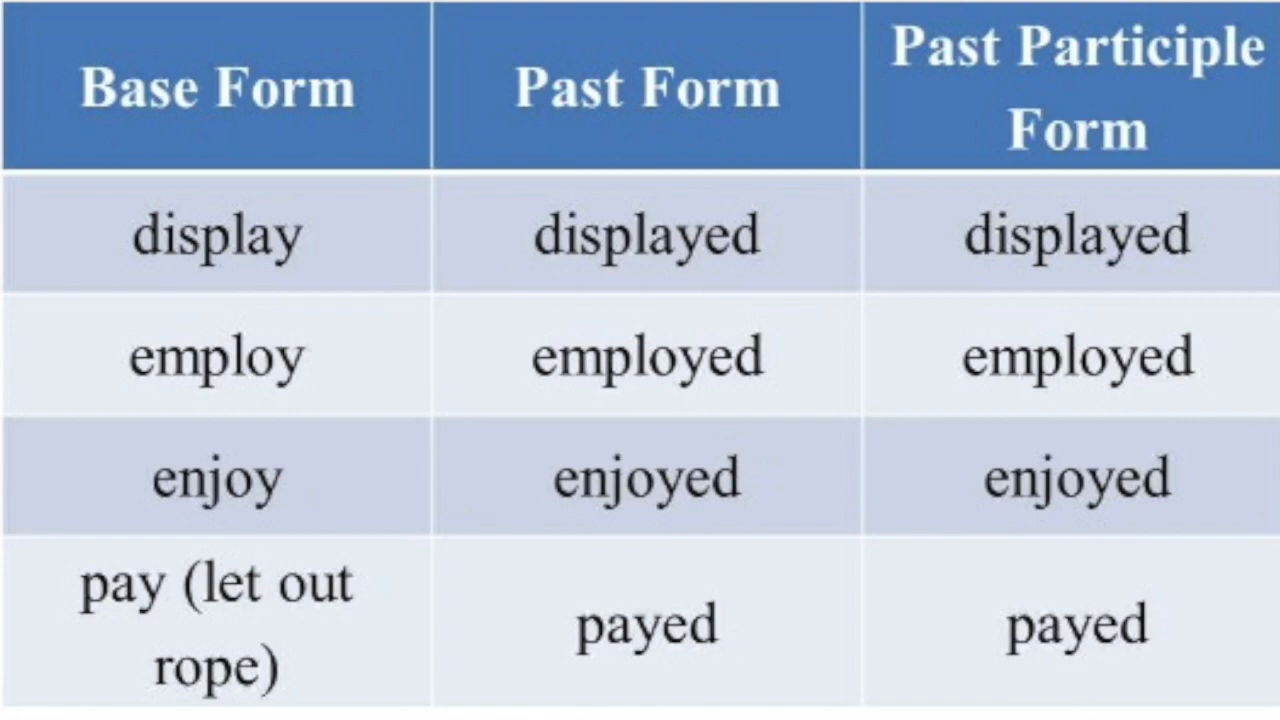 Base Form Past Form Past Participle Form
display displayed displayed
employ employed employed
enjoy enjoyed enjoyed
pay (let out rope) payed payed